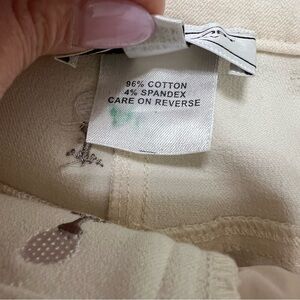 96% COTTON
4% SPANDEX
CARE ON REVERSE